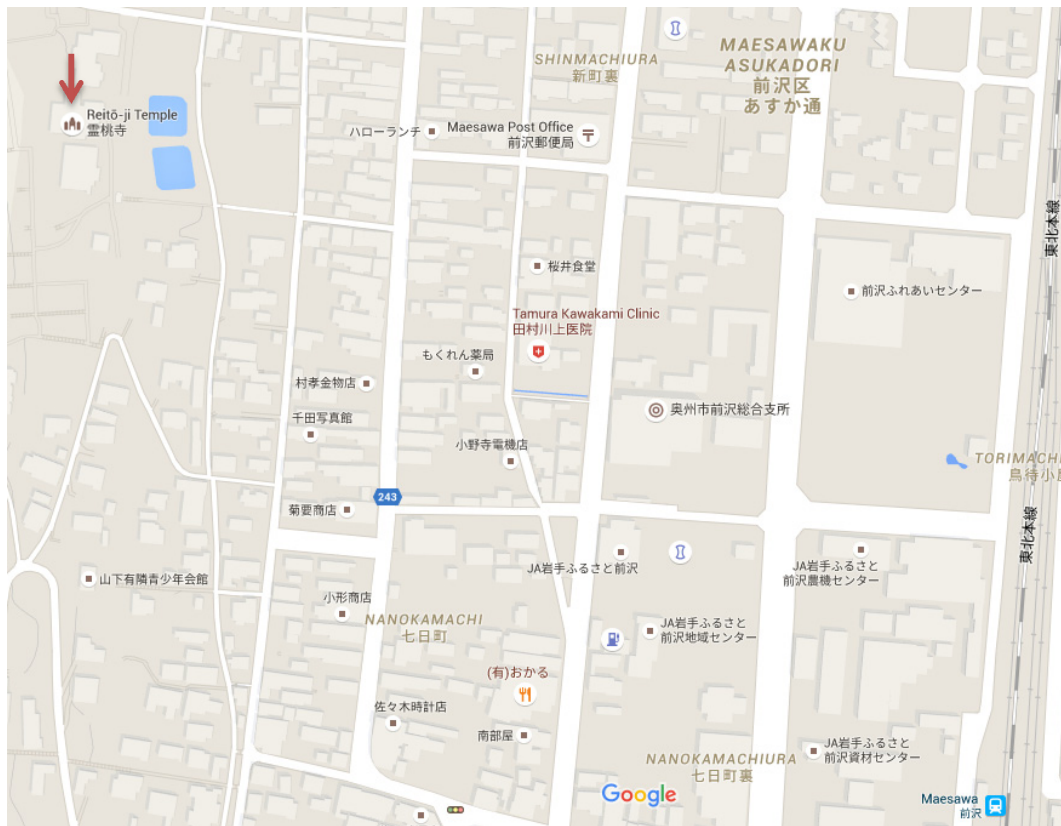 SHINMACHIURA
新町裏
MAESAWAKU
ASUKADORI
前沢区
あすか通
Reitō-ji Temple
霊桃寺
ハローランチ
Maesawa Post Office
前沢郵便局
東北本線
桜井食堂
前沢ふれあいセンター
Tamura Kawakami Clinic
田村川上医院
もくれん薬局
村孝金物店
千田写真館
奥州市前沢総合支所
小野寺電機店
TORIMACHI
鳥待小屋
243
菊要商店
東北本線
JA岩手ふるさと前沢
JA岩手ふるさと
前沢農機センター
山下有隣青少年会館
小形商店
NANOKAMACHI
七日町
JA岩手ふるさと
前沢地域センター
(有)おかる
佐々木時計店
南部屋
JA岩手ふるさと
前沢資材センター
NANOKAMACHIURA
七日町裏
Google
Maesawa
前沢